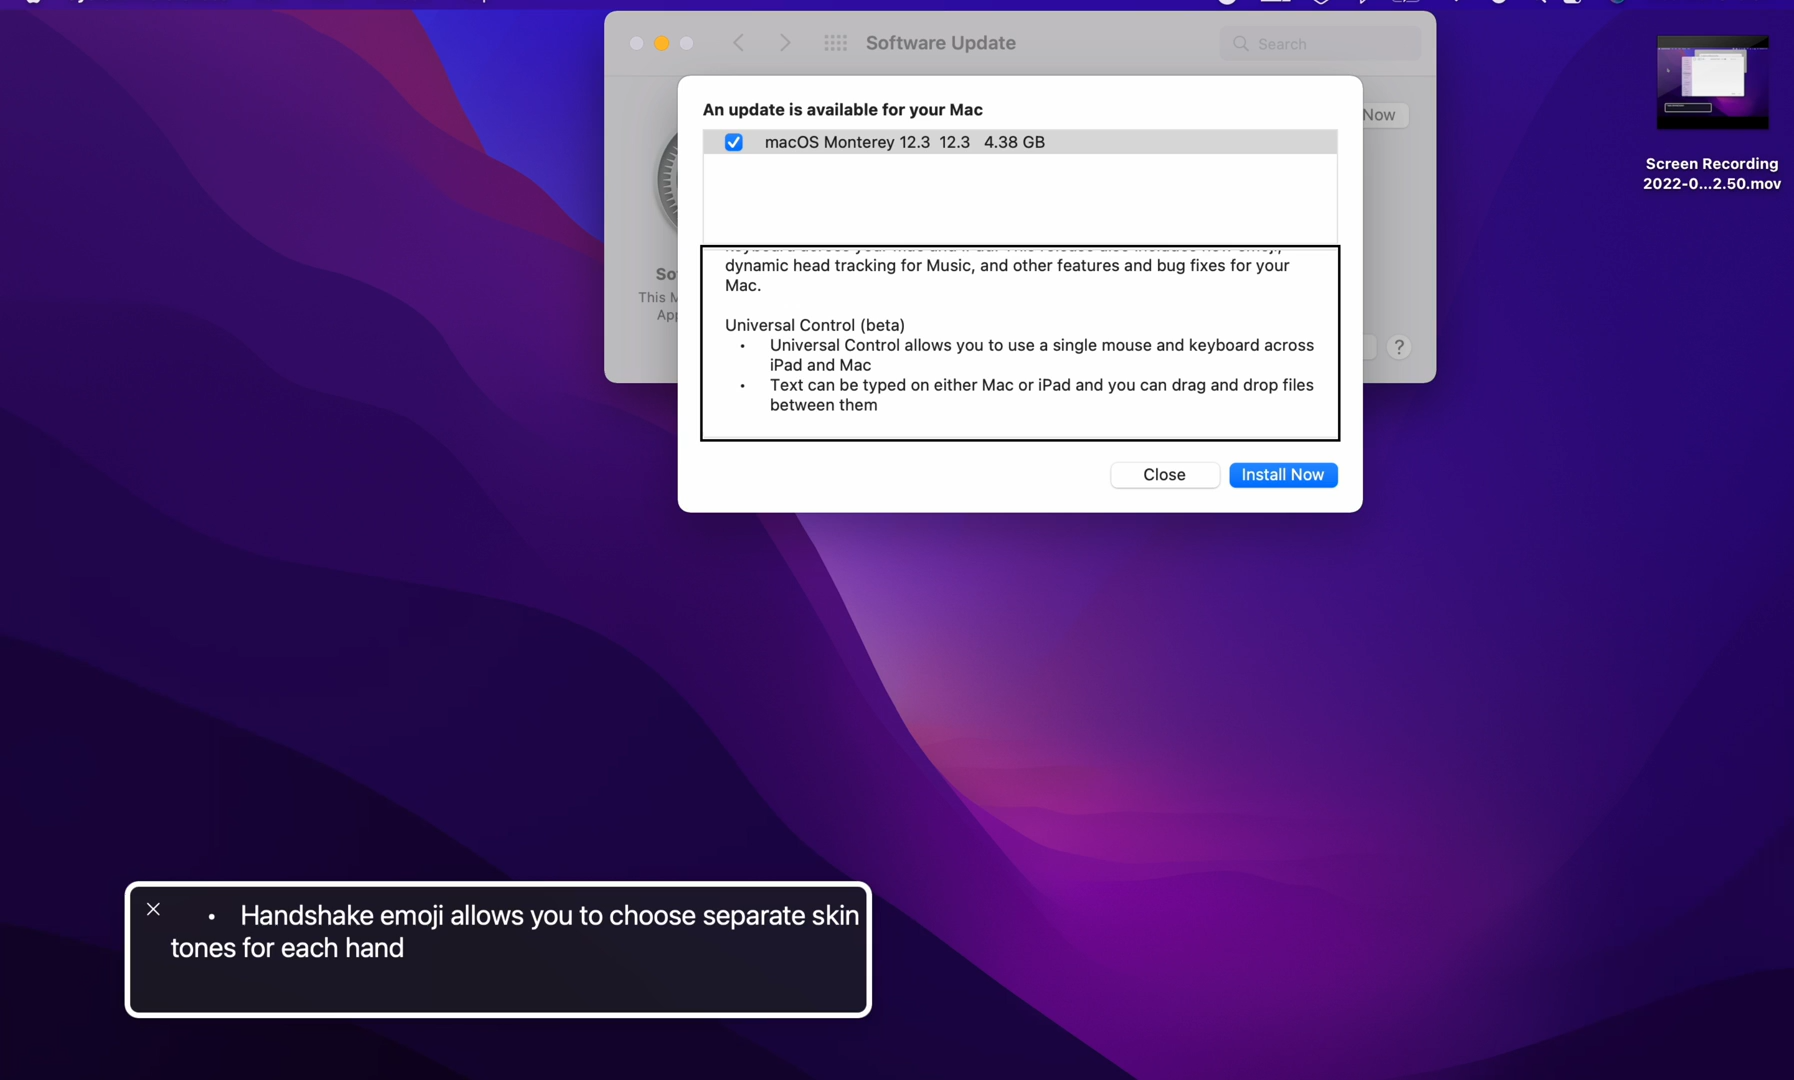 Software Update
Search
An update is available for your Mac
Now
macOS Monterey 12.3 12.3 4.38 GB
Screen Recording
2022-0...2.50.mov
dynamic head tracking for Music, and other features and bug fixes for your
Mac.
This M
?
Universal Control (beta)
• Universal Control allows you to use a single mouse and keyboard across
iPad and Mac
• Text can be typed on either Mac or iPad and you can drag and drop files
between them
Close
Install Now
• Handshake emoji allows you to choose separate skin
tones for each hand